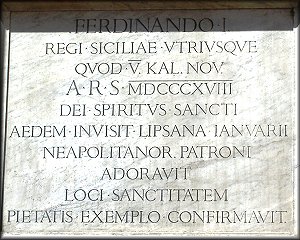 FERDINANDO · I
REGI · SICILIAE · VTRIVSQVE
QVOD · V · KAL · NOV ·
A · R · S · MDCCCXVIII
DEI · SPIRITVS · SANCTI
AEDEM · INVISIT · LIPSANA · IANVARII
NEAPOLITANOR · PATRONI
ADORAVIT
LOCI · SANCTITATEM
PIETATIS · EXEMPLO · CONFIRMAVIT